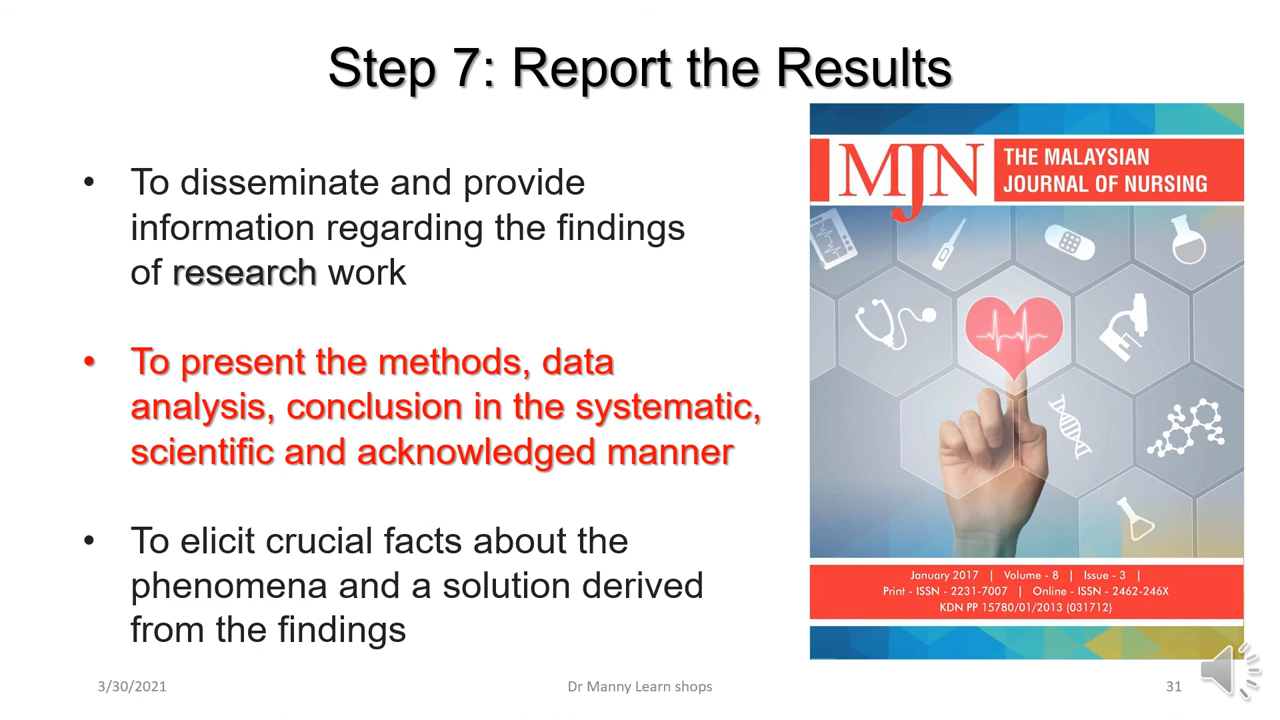 Step 7: Report the Results
• To disseminate and provide
information regarding the findings
of research work
• To present the methods, data
analysis, conclusion in the systematic,
scientific and acknowledged manner
• To elicit crucial facts about the
phenomena and a solution derived
from the findings
MJN
THE MALAYSIAN
JOURNAL OF NURSING
January 2017 | Volume - 8 | Issue - 3 |
Print - ISSN - 2231-7007 | Online - ISSN - 2462-246X
KDN PP 15780/01/2013 (031712)
3/30/2021
Dr Manny Learn shops
31